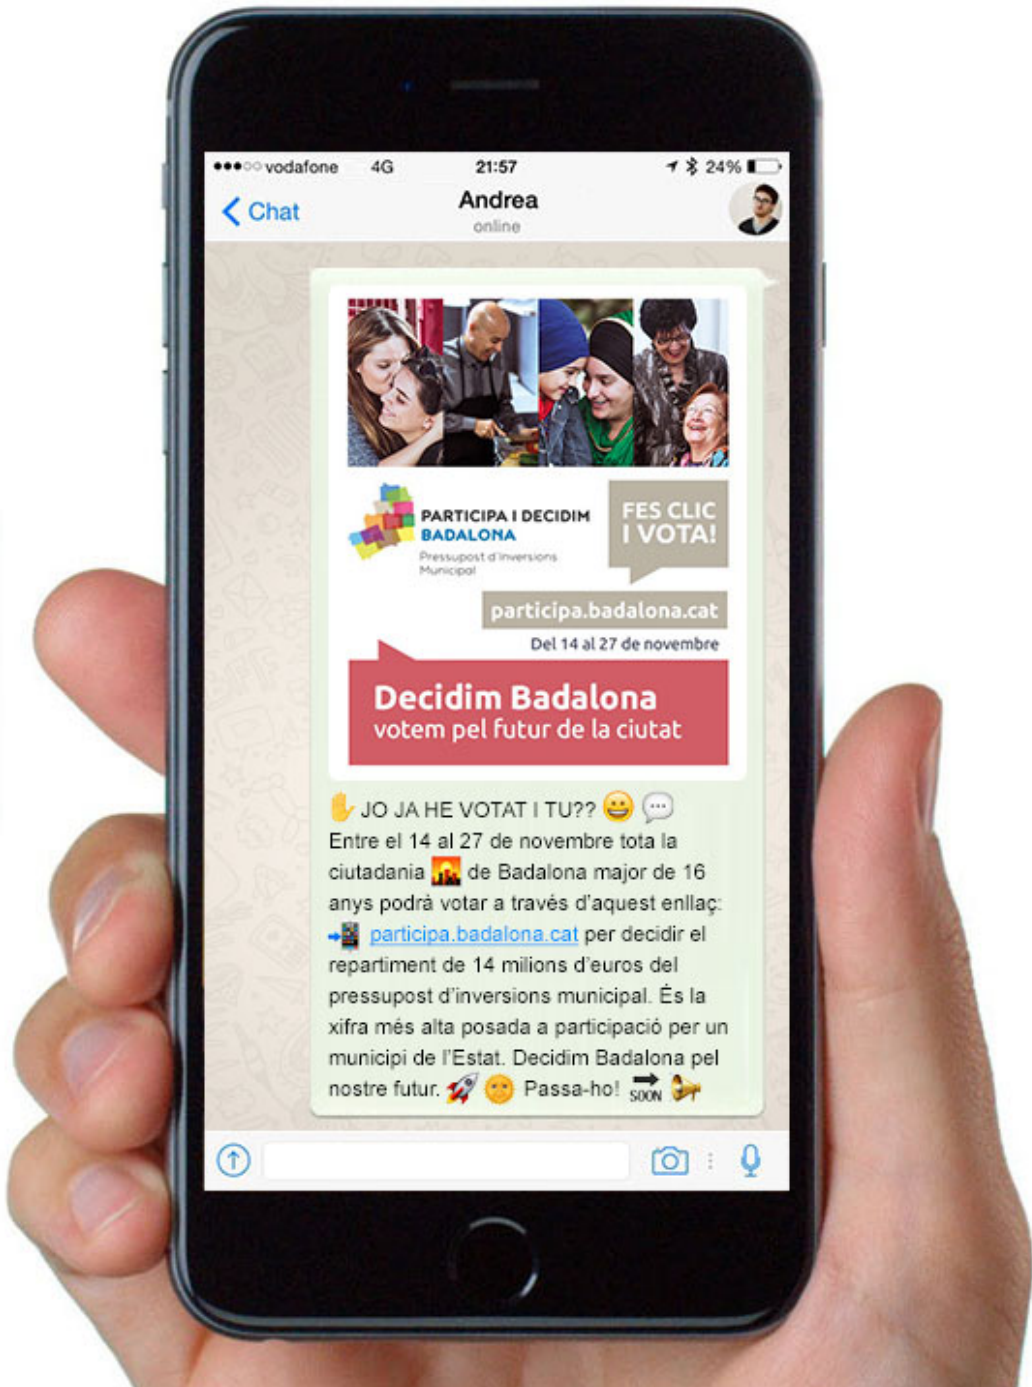 vodafone 4G 21:57 24%
Chat
Andrea
online
PARTICIPA I DECIDIM
BADALONA
Pressupost d'Inversions
Municipal
FES CLIC
I VOTA!
participa.badalona.cat
Del 14 al 27 de novembre
Decidim Badalona
votem pel futur de la ciutat
JO JA HE VOTAT I TU??
Entre el 14 al 27 de novembre tota la
ciutadania de Badalona major de 16
anys podrà votar a través d'aquest enllaç:
participa.badalona.cat per decidir el
repartiment de 14 milions d'euros del
pressupost d'inversions municipal. És la
xifra més alta posada a participació per un
municipi de l'Estat. Decidim Badalona pel
nostre futur. Passa-ho! SOON